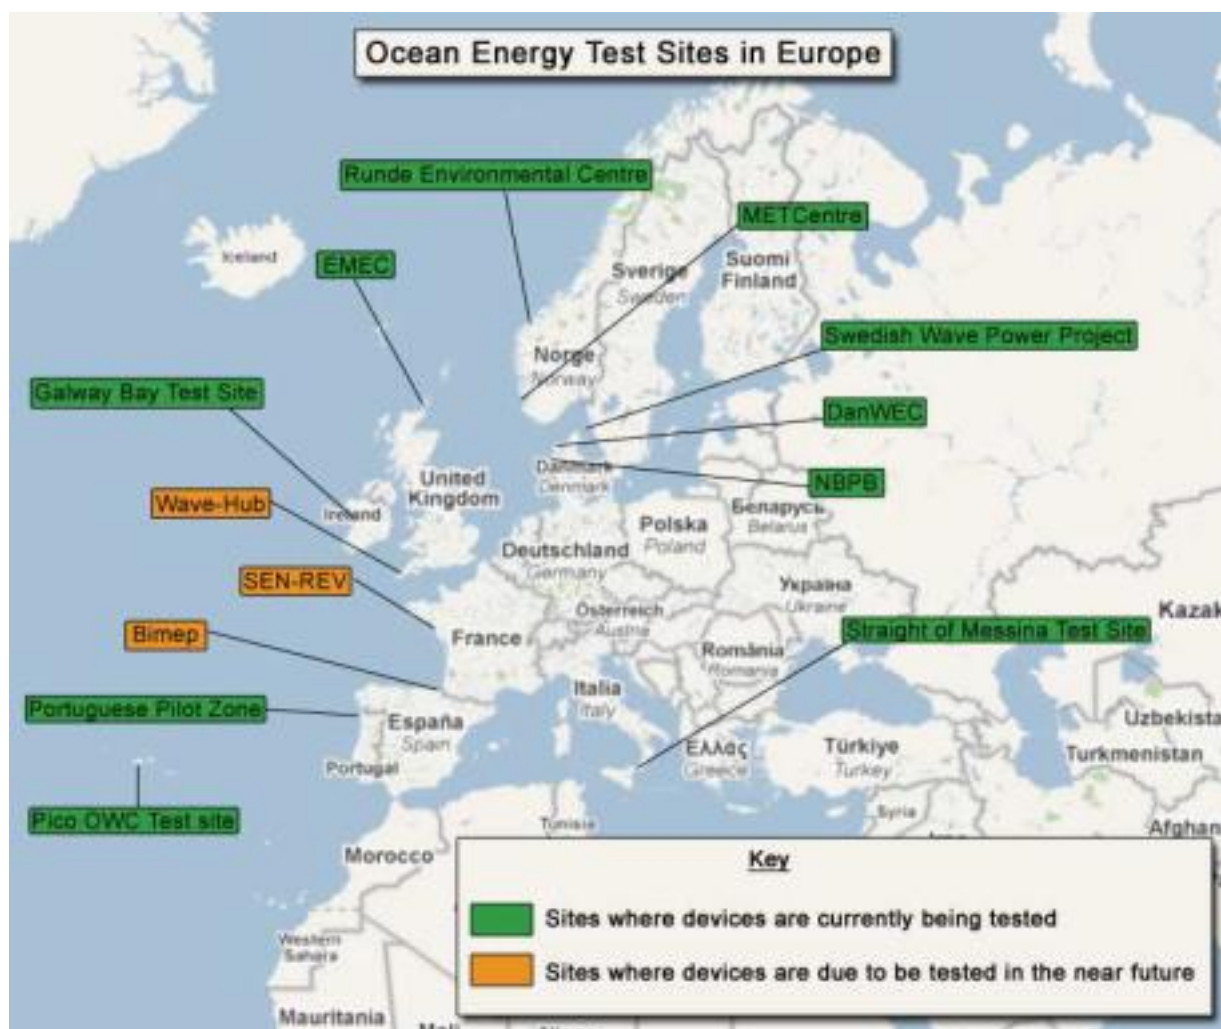 Ocean Energy Test Sites in Europe
Runde Environmental Centre
METCentre
Iceland
EMEC
Sverige
Sweden
Suomi
Finland
Swedish Wave Power Project
Norge
Norway
Galway Bay Test Site
DanWEC
Danmark
Denmark
NBPB
United
Kingdom
Wave-Hub
Ireland
Беларусь
Belarus
Polska
Poland
Deutschland
Germany
SEN-REV
Україна
Ukraine
Österreich
Austria
Kazak
Bimep
France
Straight of Messina Test Site
România
Romania
Italia
Italy
Portuguese Pilot Zone
España
Spain
Uzbekista
Ελλάς
Greece
Türkiye
Turkey
Turkmenistan
Portugal
Syria
Pico OWC Test site
Tunisia
Afghan
Morocco
Key
Sites where devices are currently being tested
Western
Sahara
Sites where devices are due to be tested in the near future
Mauritania